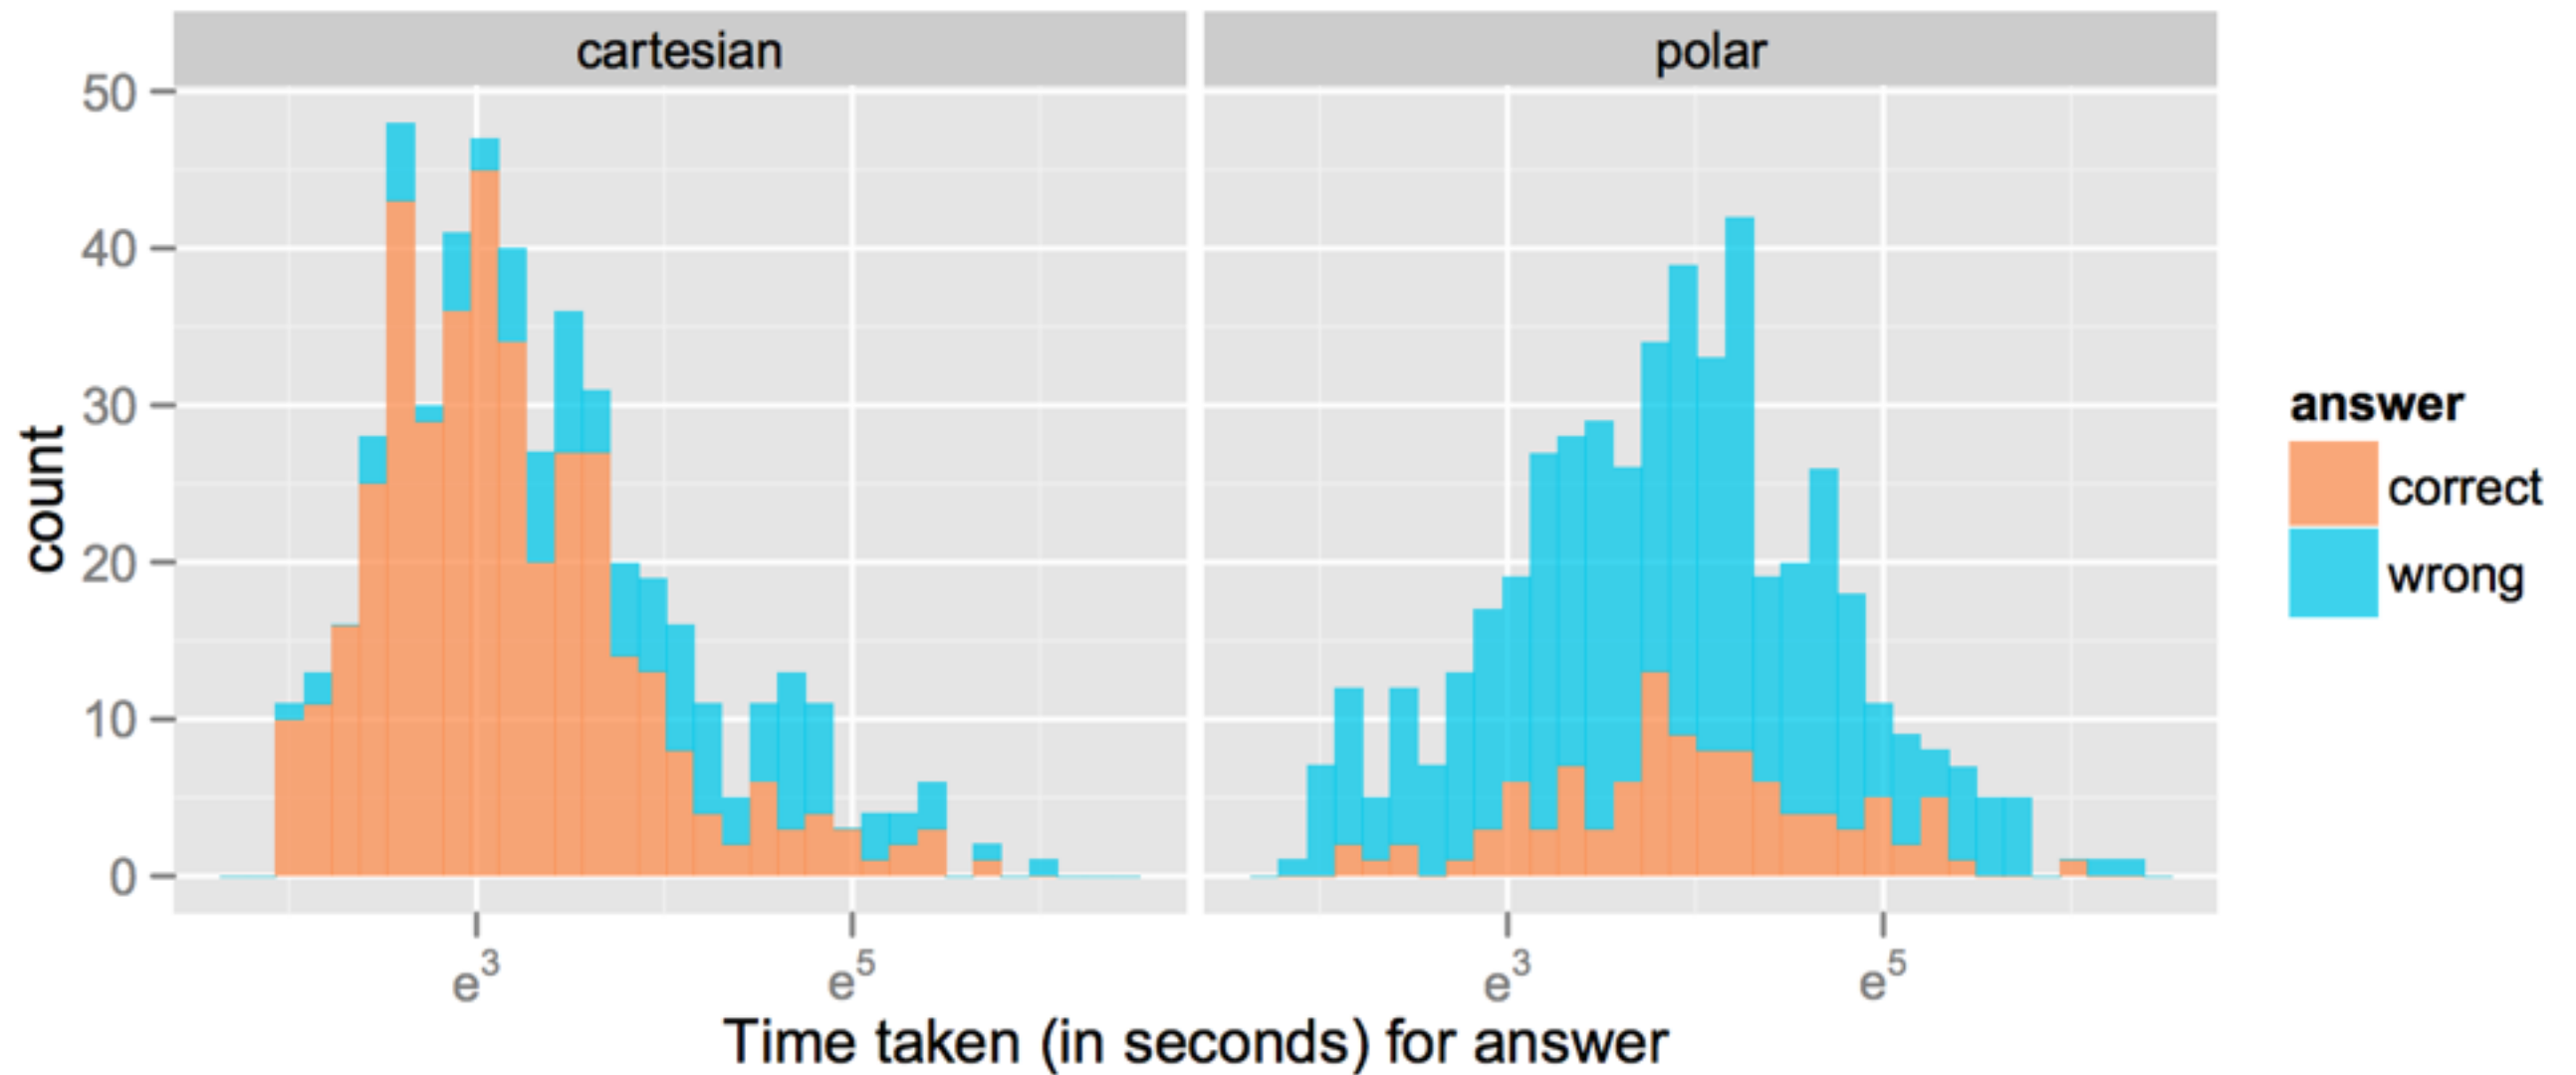 cartesian
polar
50
40
30
20
10
0
count
e³
e⁵
e³
e⁵
Time taken (in seconds) for answer
answer
correct
wrong